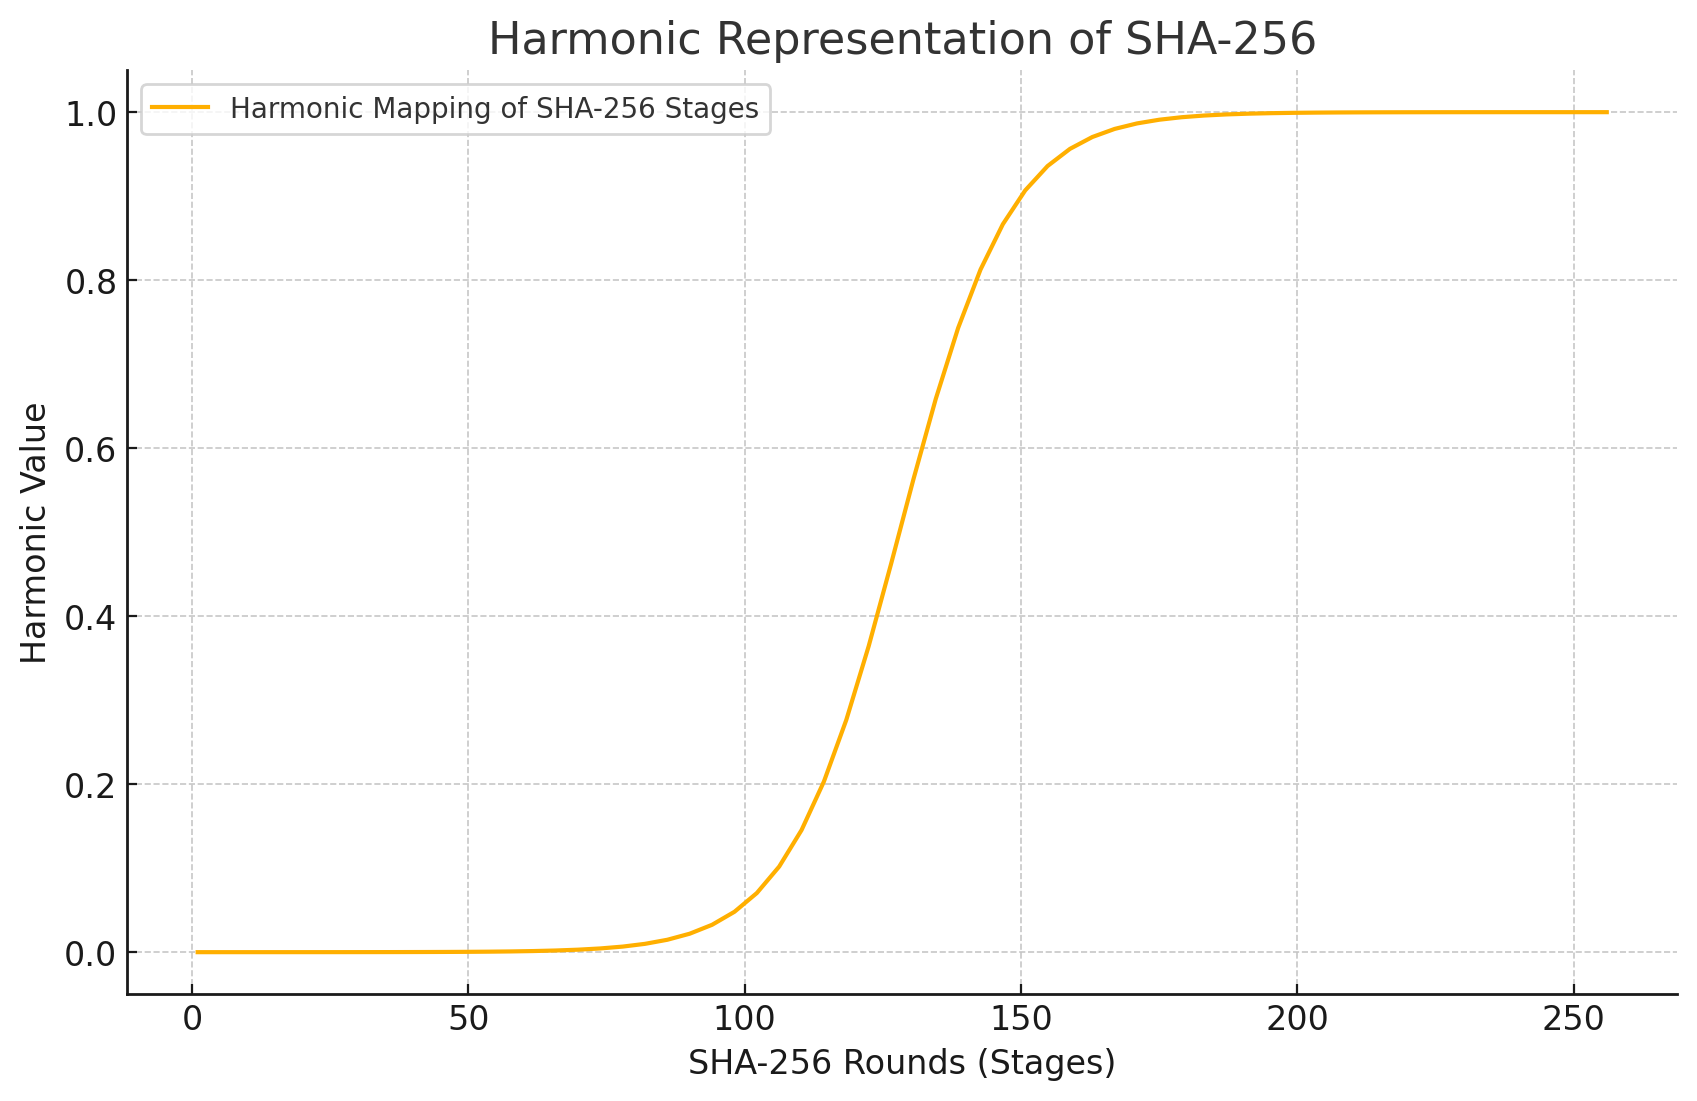 Harmonic Representation of SHA-256
Harmonic Mapping of SHA-256 Stages
Harmonic Value
1.0
0.8
0.6
0.4
0.2
0.0
0 50 100 150 200 250
SHA-256 Rounds (Stages)